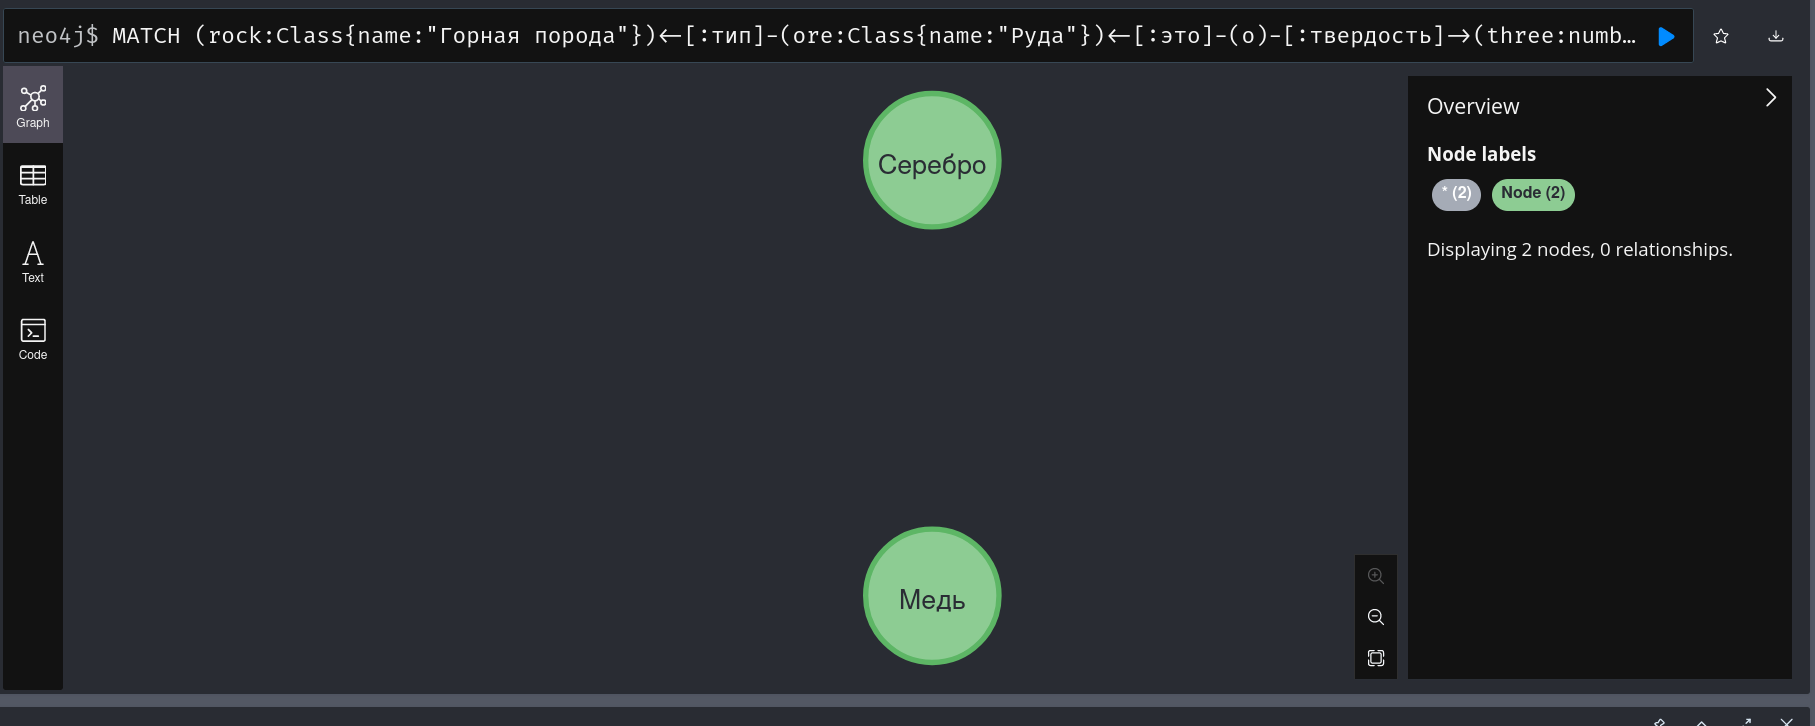 neo4j$ MATCH (rock:Class{name:"Горная порода"})<-[:тип]-(ore:Class{name:"Руда"})<-[:это]-(o)-[:твердость]->(three:numb…
Graph
Table
Text
Code
Серебро
Медь
Overview
Node labels
* (2) Node (2)
Displaying 2 nodes, 0 relationships.